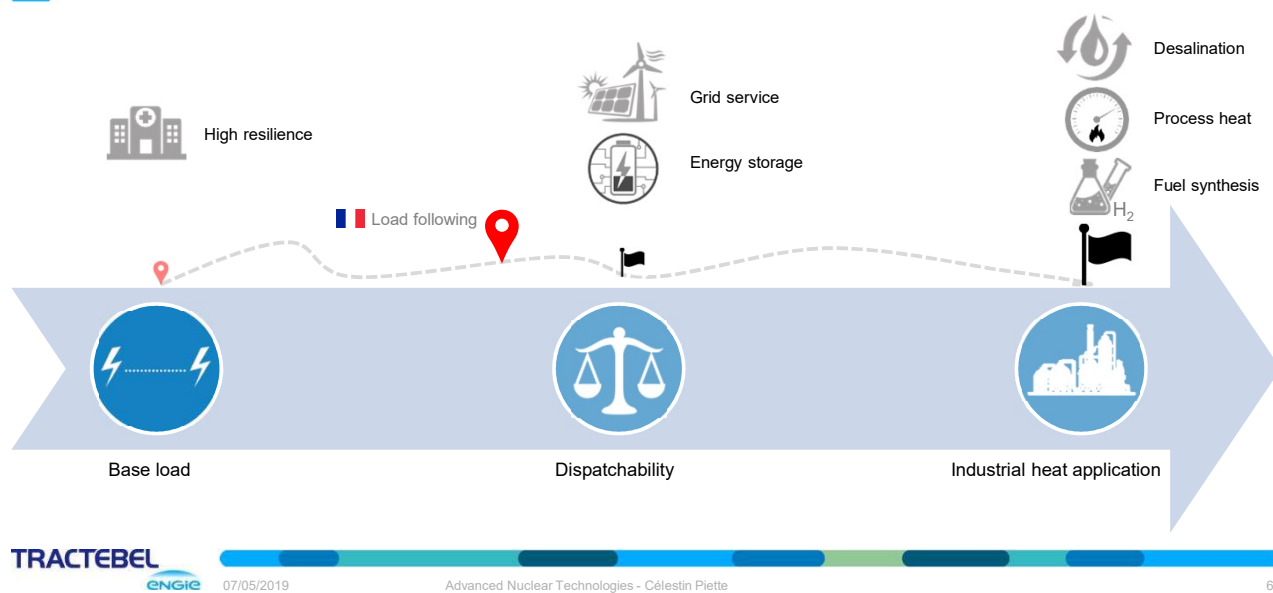 Desalination
Grid service
Process heat
High resilience
Energy storage
Fuel synthesis
H2
Load following
Base load
Dispatchability
Industrial heat application
TRACTEBEL
ENGIE
07/05/2019
Advanced Nuclear Technologies - Célestin Piette
6